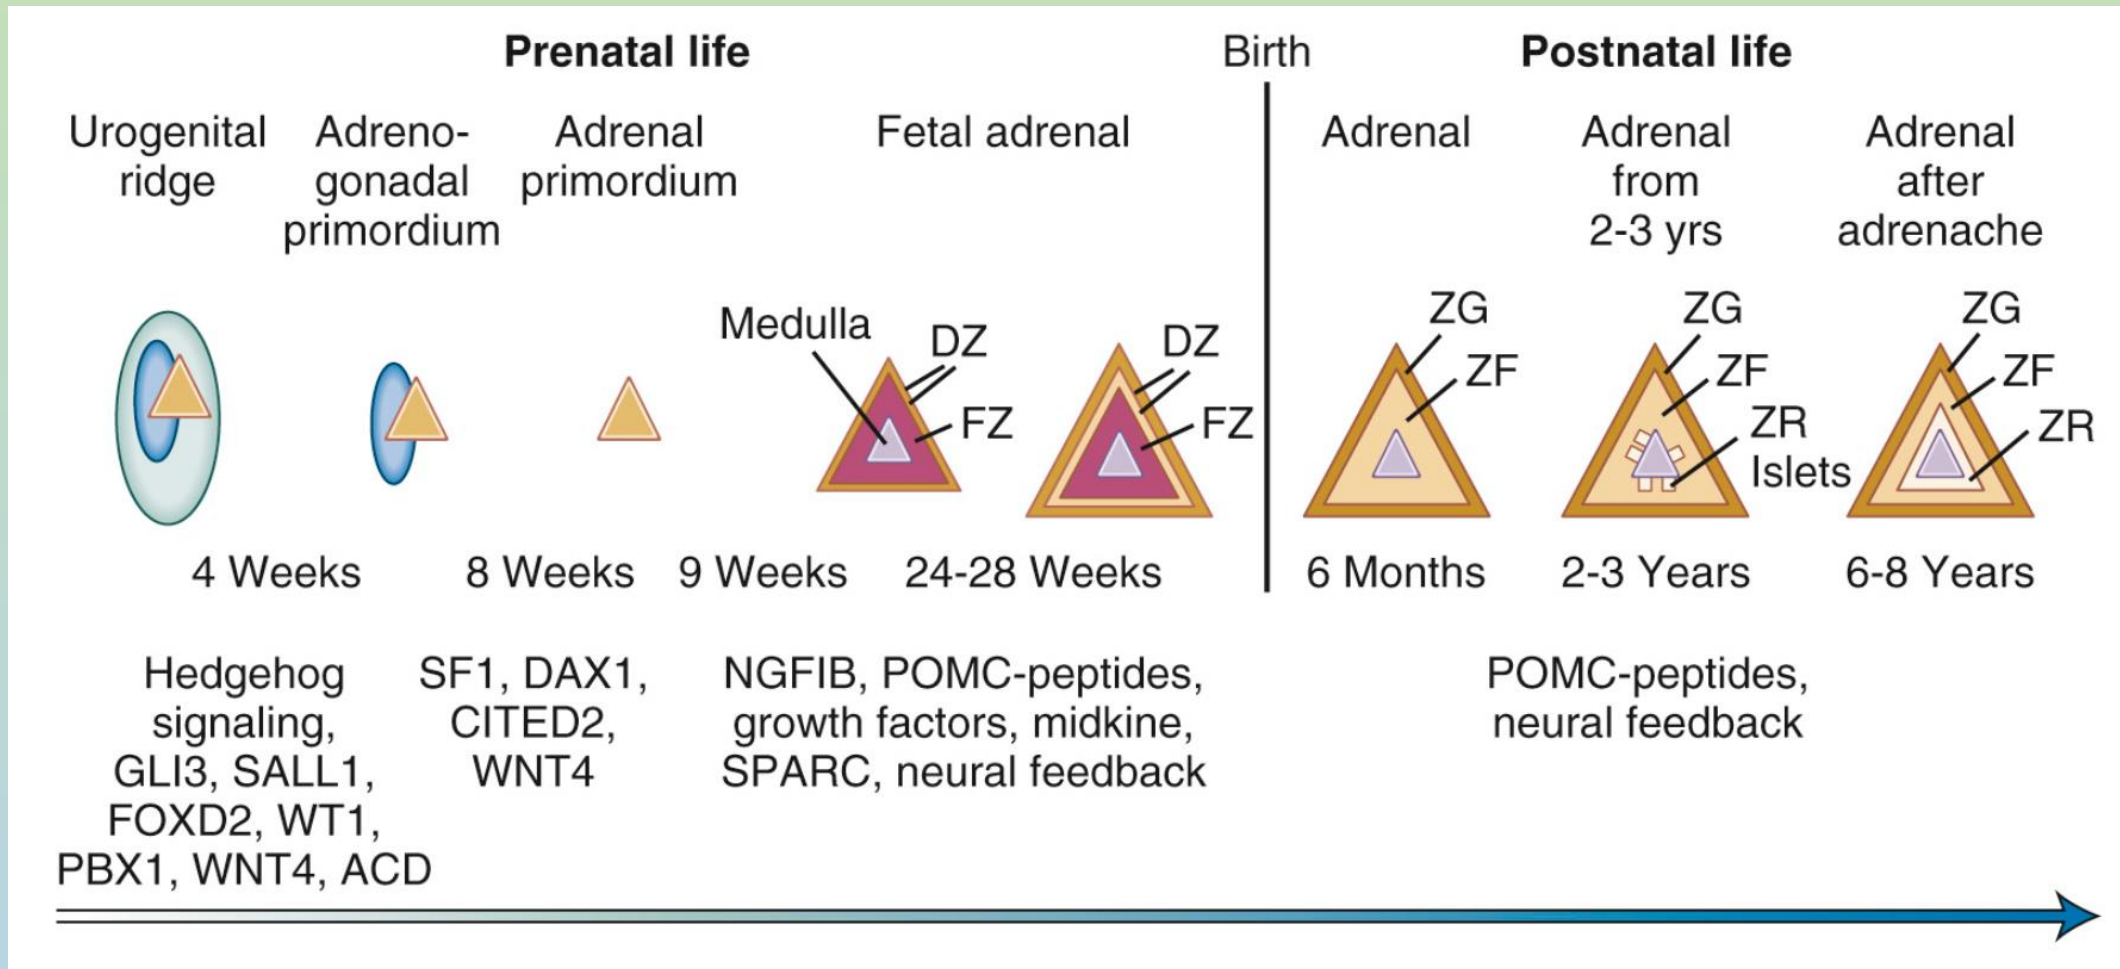 Prenatal life
Birth
Postnatal life
Urogenital
ridge
Adreno-
gonadal
primordium
Adrenal
primordium
Fetal adrenal
Adrenal
Adrenal
from
2-3 yrs
Adrenal
after
adrenache
Medulla
DZ
FZ
DZ
FZ
ZG
ZF
ZG
ZF
ZR
Islets
ZG
ZF
ZR
4 Weeks
8 Weeks
9 Weeks
24-28 Weeks
6 Months
2-3 Years
6-8 Years
Hedgehog
signaling,
GLI3, SALL1,
FOXD2, WT1,
PBX1, WNT4, ACD
SF1, DAX1,
CITED2,
WNT4
NGFIB, POMC-peptides,
growth factors, midkine,
SPARC, neural feedback
POMC-peptides,
neural feedback